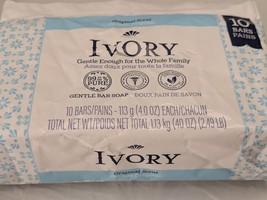 Original Scent
10
BARS
PAINS
IVORY
Gentle Enough for the Whole Family
Assez doux pour toute la famille
99.44%
PURE
GENTLE BAR SOAP
DOUX PAIN DE SAVON
10 BARS/PAINS - 113 g (4.0 OZ) EACH/CHACUN
TOTAL NET WT/POIDS NET TOTAL 1.13 kg (40 OZ) (2.49 LB)
IVORY
Original Scent